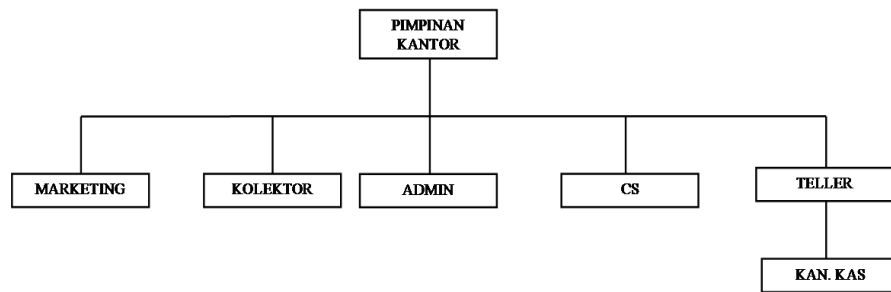 PIMPINAN
KANTOR
MARKETING
KOLEKTOR
ADMIN
CS
TELLER
KAN. KAS